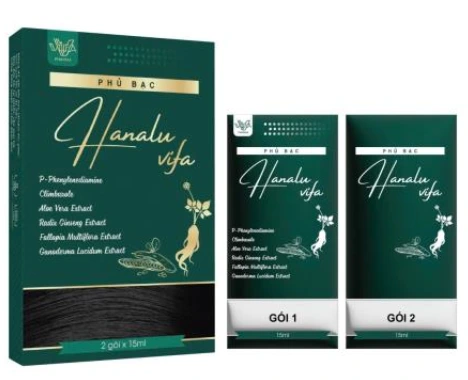 PHỦ BẠC
Hanalu
vifa
P-Phenylenediamine
Climbazole
Aloe Vera Extract
Radix Ginseng Extract
Fallopia Multiflora Extract
Ganoderma Lucidum Extract
2 gói x 15ml
PHỦ BẠC
Hanalu
vifa
P-Phenylenediamine
Climbazole
Aloe Vera Extract
Radix Ginseng Extract
Fallopia Multiflora Extract
Ganoderma Lucidum Extract
GÓI 1
15ml
PHỦ BẠC
Hanalu
vifa
GÓI 2
15ml